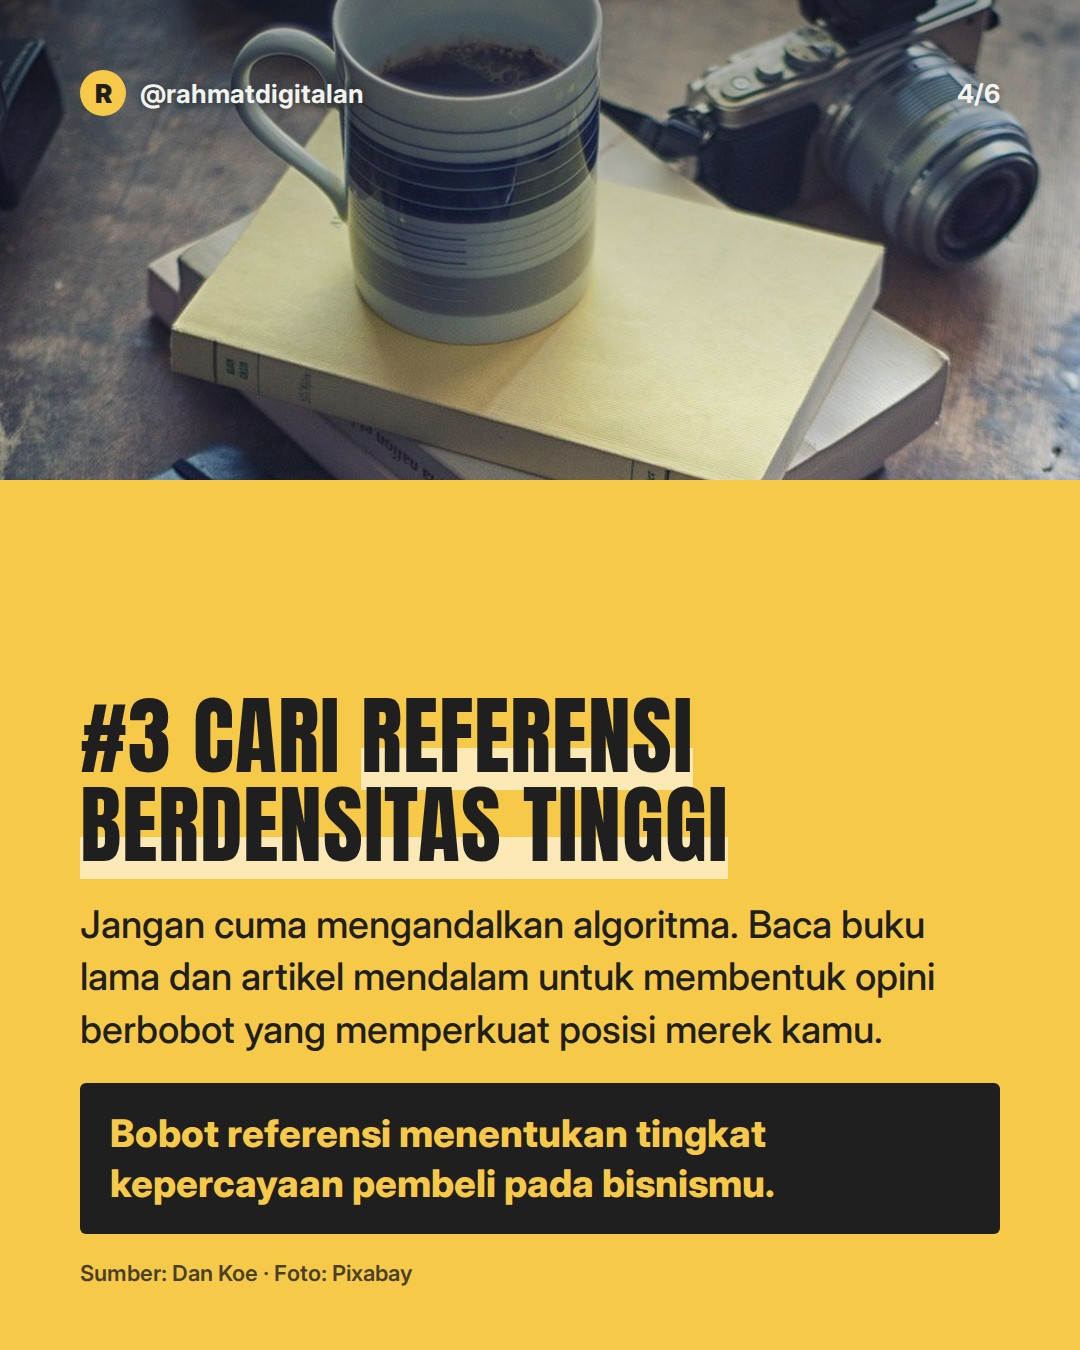 R @rahmatdigitalan 4/6
#3 CARI REFERENSI
BERDENSITAS TINGGI
Jangan cuma mengandalkan algoritma. Baca buku
lama dan artikel mendalam untuk membentuk opini
berbobot yang memperkuat posisi merek kamu.
Bobot referensi menentukan tingkat
kepercayaan pembeli pada bisnismu.
Sumber: Dan Koe · Foto: Pixabay